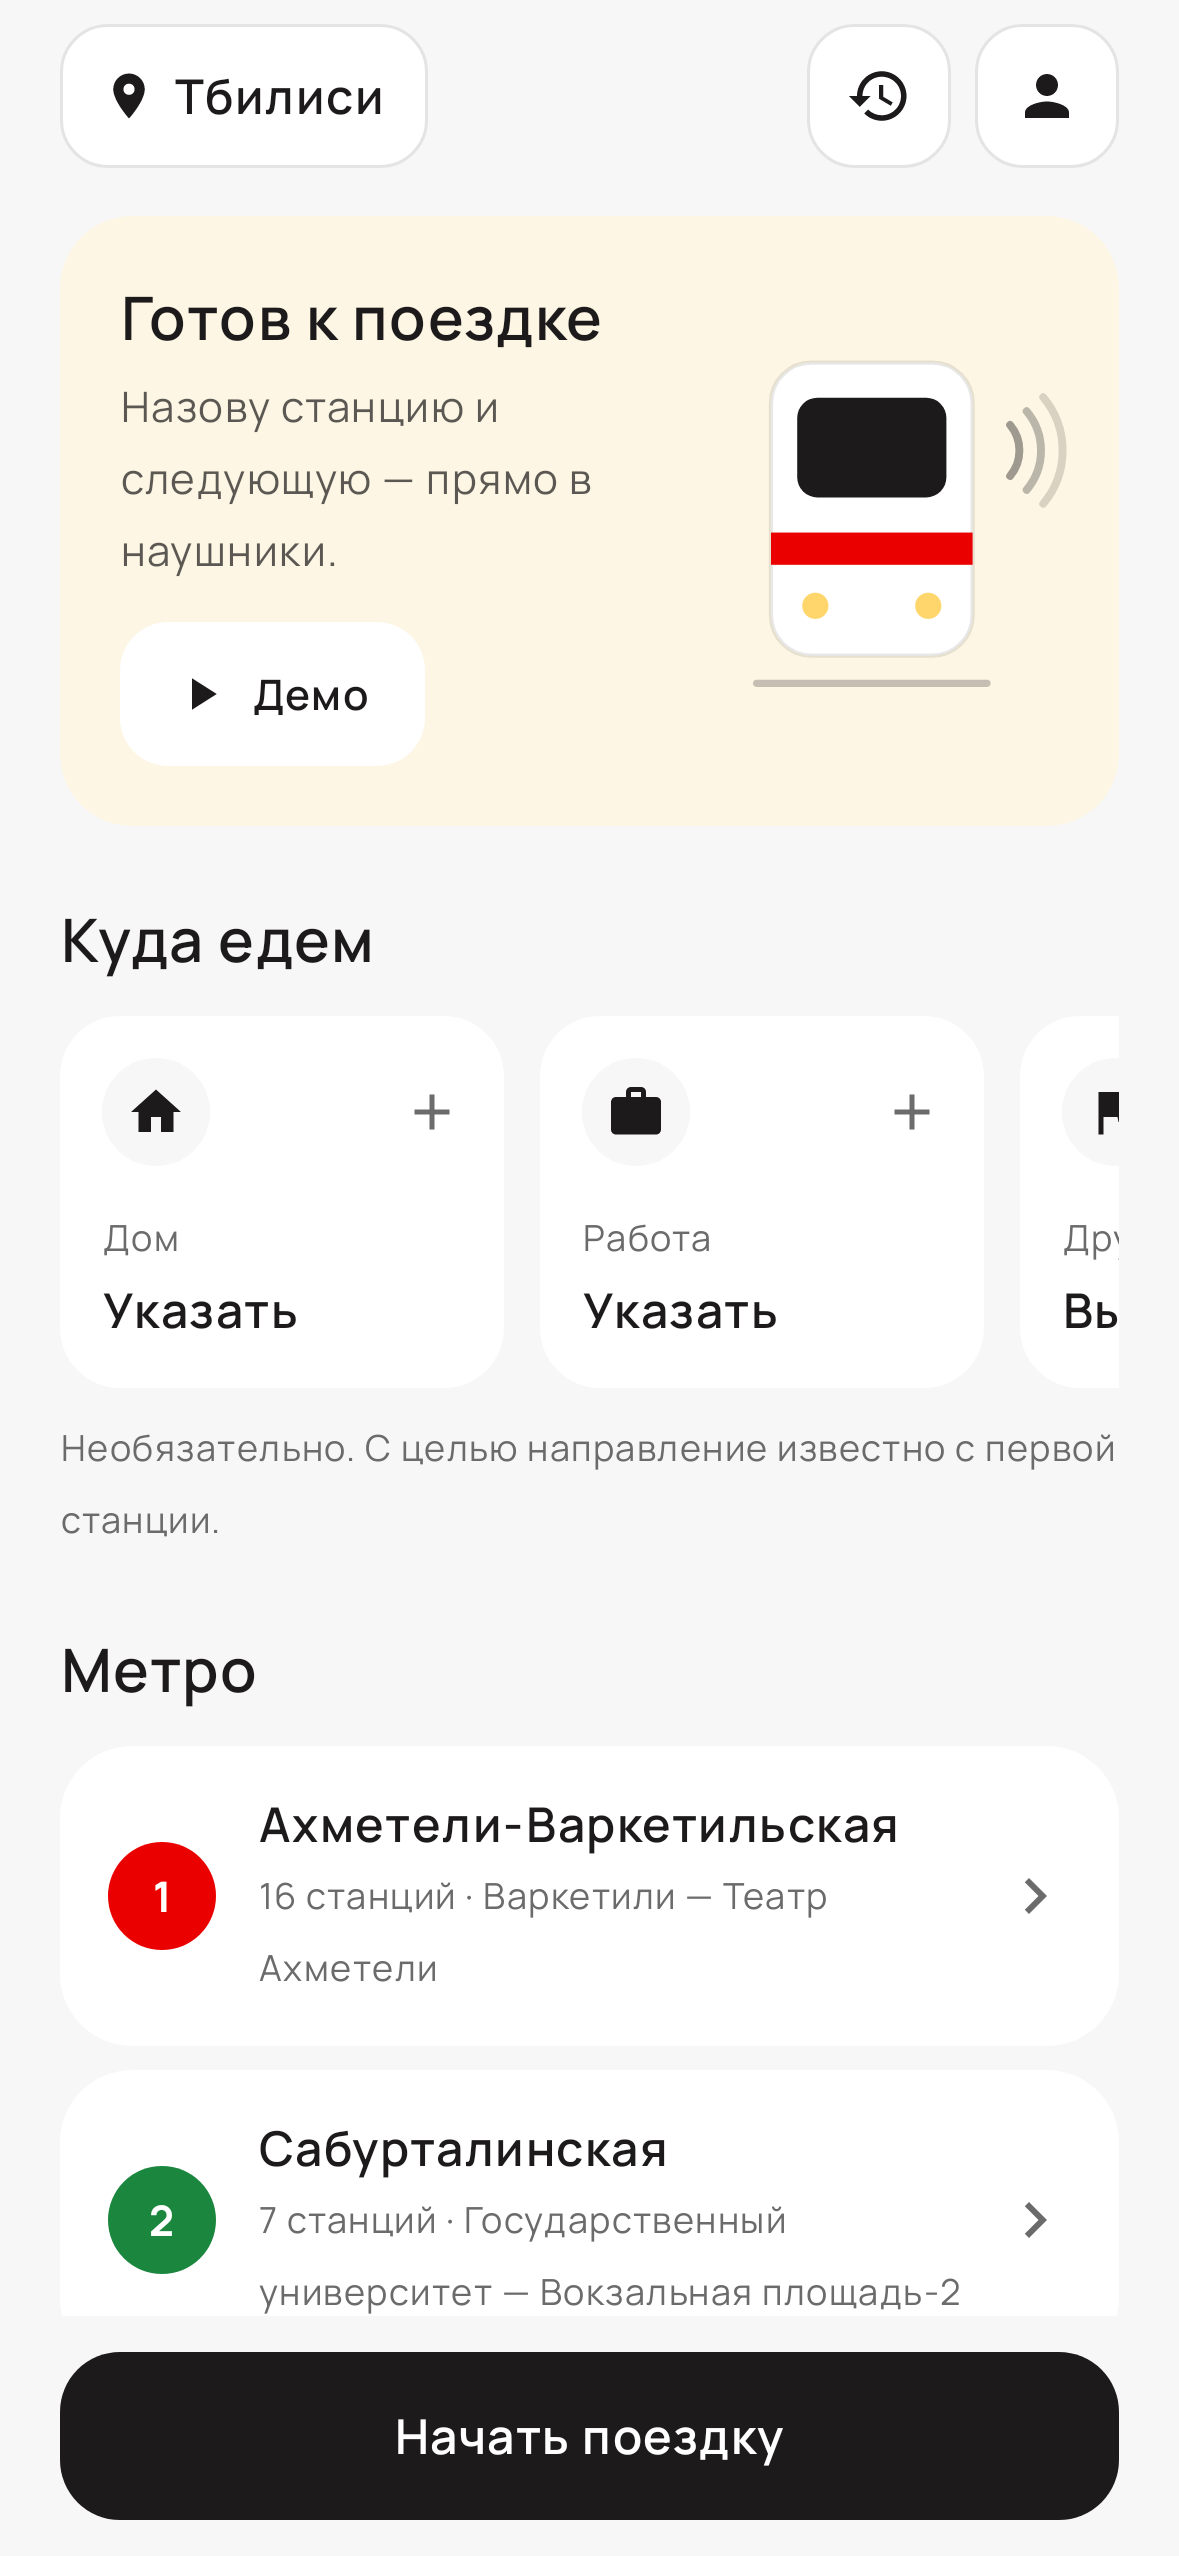 Тбилиси
Готов к поездке
Назову станцию и
следующую — прямо в
наушники.
Демо
Куда едем
Дом
Указать
Работа
Указать
Необязательно. С целью направление известно с первой
станции.
Метро
1
Ахметели-Варкетильская
16 станций · Варкетили — Театр
Ахметели
2
Сабурталинская
7 станций · Государственный
университет — Вокзальная площадь-2
Начать поездку